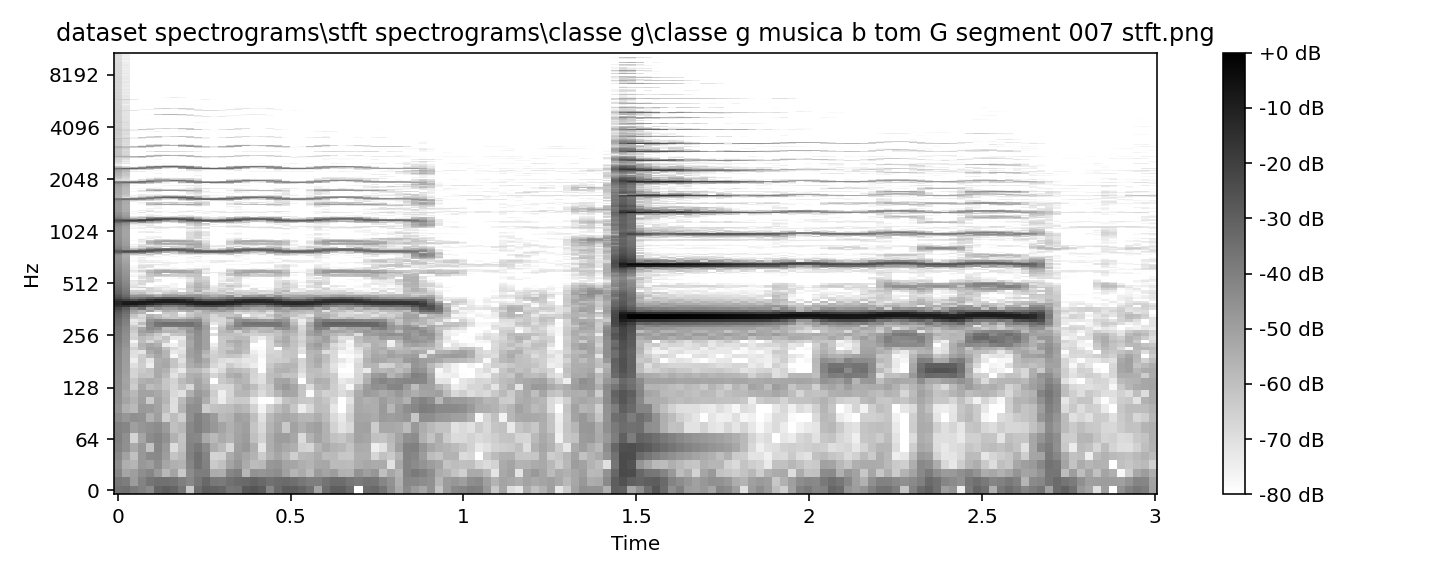 dataset spectrograms\stft spectrograms\classe g\classe g musica b tom G segment 007 stft.png
8192
4096
2048
1024
512
256
128
64
0
Hz
0
0.5
1
1.5
2
2.5
3
Time
+0 dB
-10 dB
-20 dB
-30 dB
-40 dB
-50 dB
-60 dB
-70 dB
-80 dB